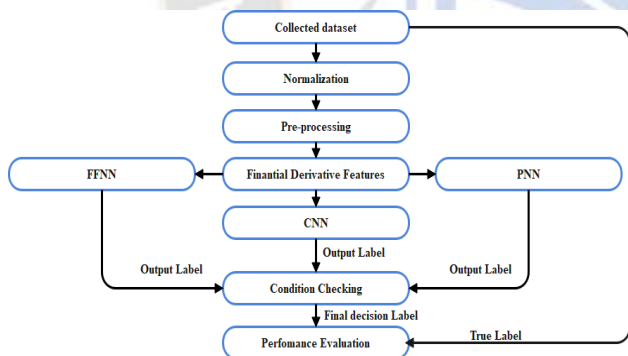 Collected dataset
Normalization
Pre-processing
FFNN
Finantial Derivative Features
PNN
CNN
Output Label
Output Label
Output Label
Condition Checking
Final decision Label
Perfomance Evaluation
True Label